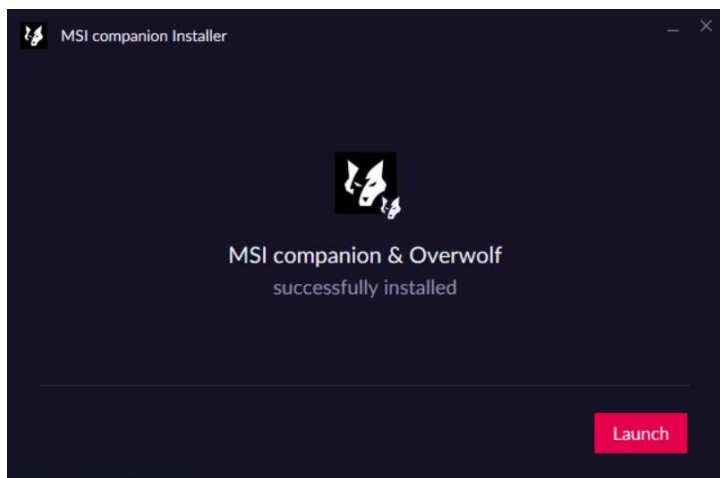 MSI companion Installer
MSI companion & Overwolf
successfully installed
Launch